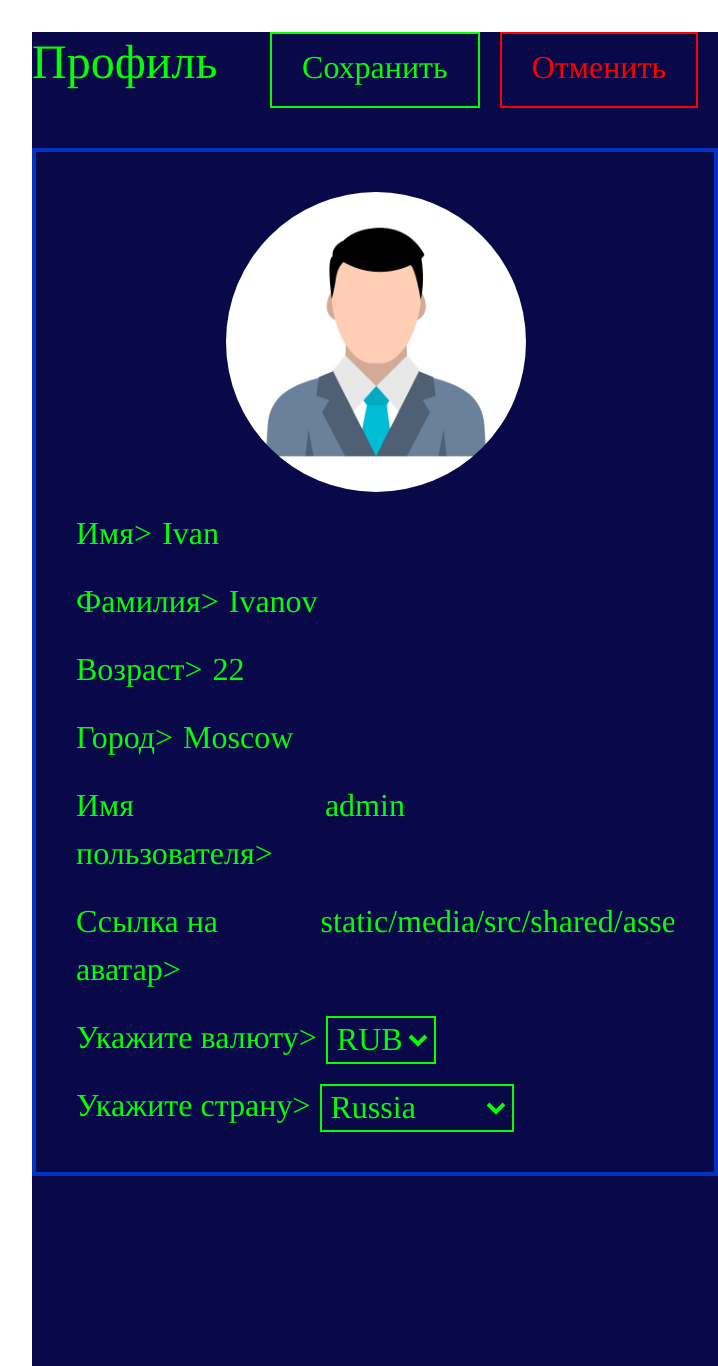 Профиль Сохранить Отменить
Имя> Ivan
Фамилия> Ivanov
Возраст> 22
Город> Moscow
Имя admin
пользователя>
Ссылка на static/media/src/shared/asse
аватар>
Укажите валюту> RUB
Укажите страну> Russia